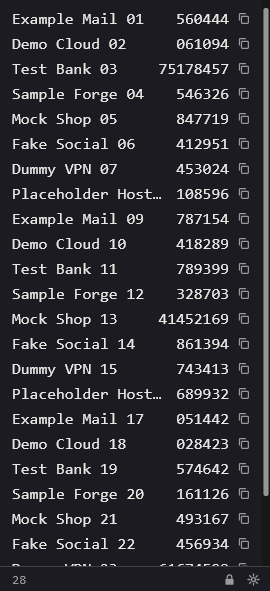 Example Mail 01 560444
Demo Cloud 02 061094
Test Bank 03 75178457
Sample Forge 04 546326
Mock Shop 05 847719
Fake Social 06 412951
Dummy VPN 07 453024
Placeholder Host… 108596
Example Mail 09 787154
Demo Cloud 10 418289
Test Bank 11 789399
Sample Forge 12 328703
Mock Shop 13 41452169
Fake Social 14 861394
Dummy VPN 15 743413
Placeholder Host… 689932
Example Mail 17 051442
Demo Cloud 18 028423
Test Bank 19 574642
Sample Forge 20 161126
Mock Shop 21 493167
Fake Social 22 456934
28